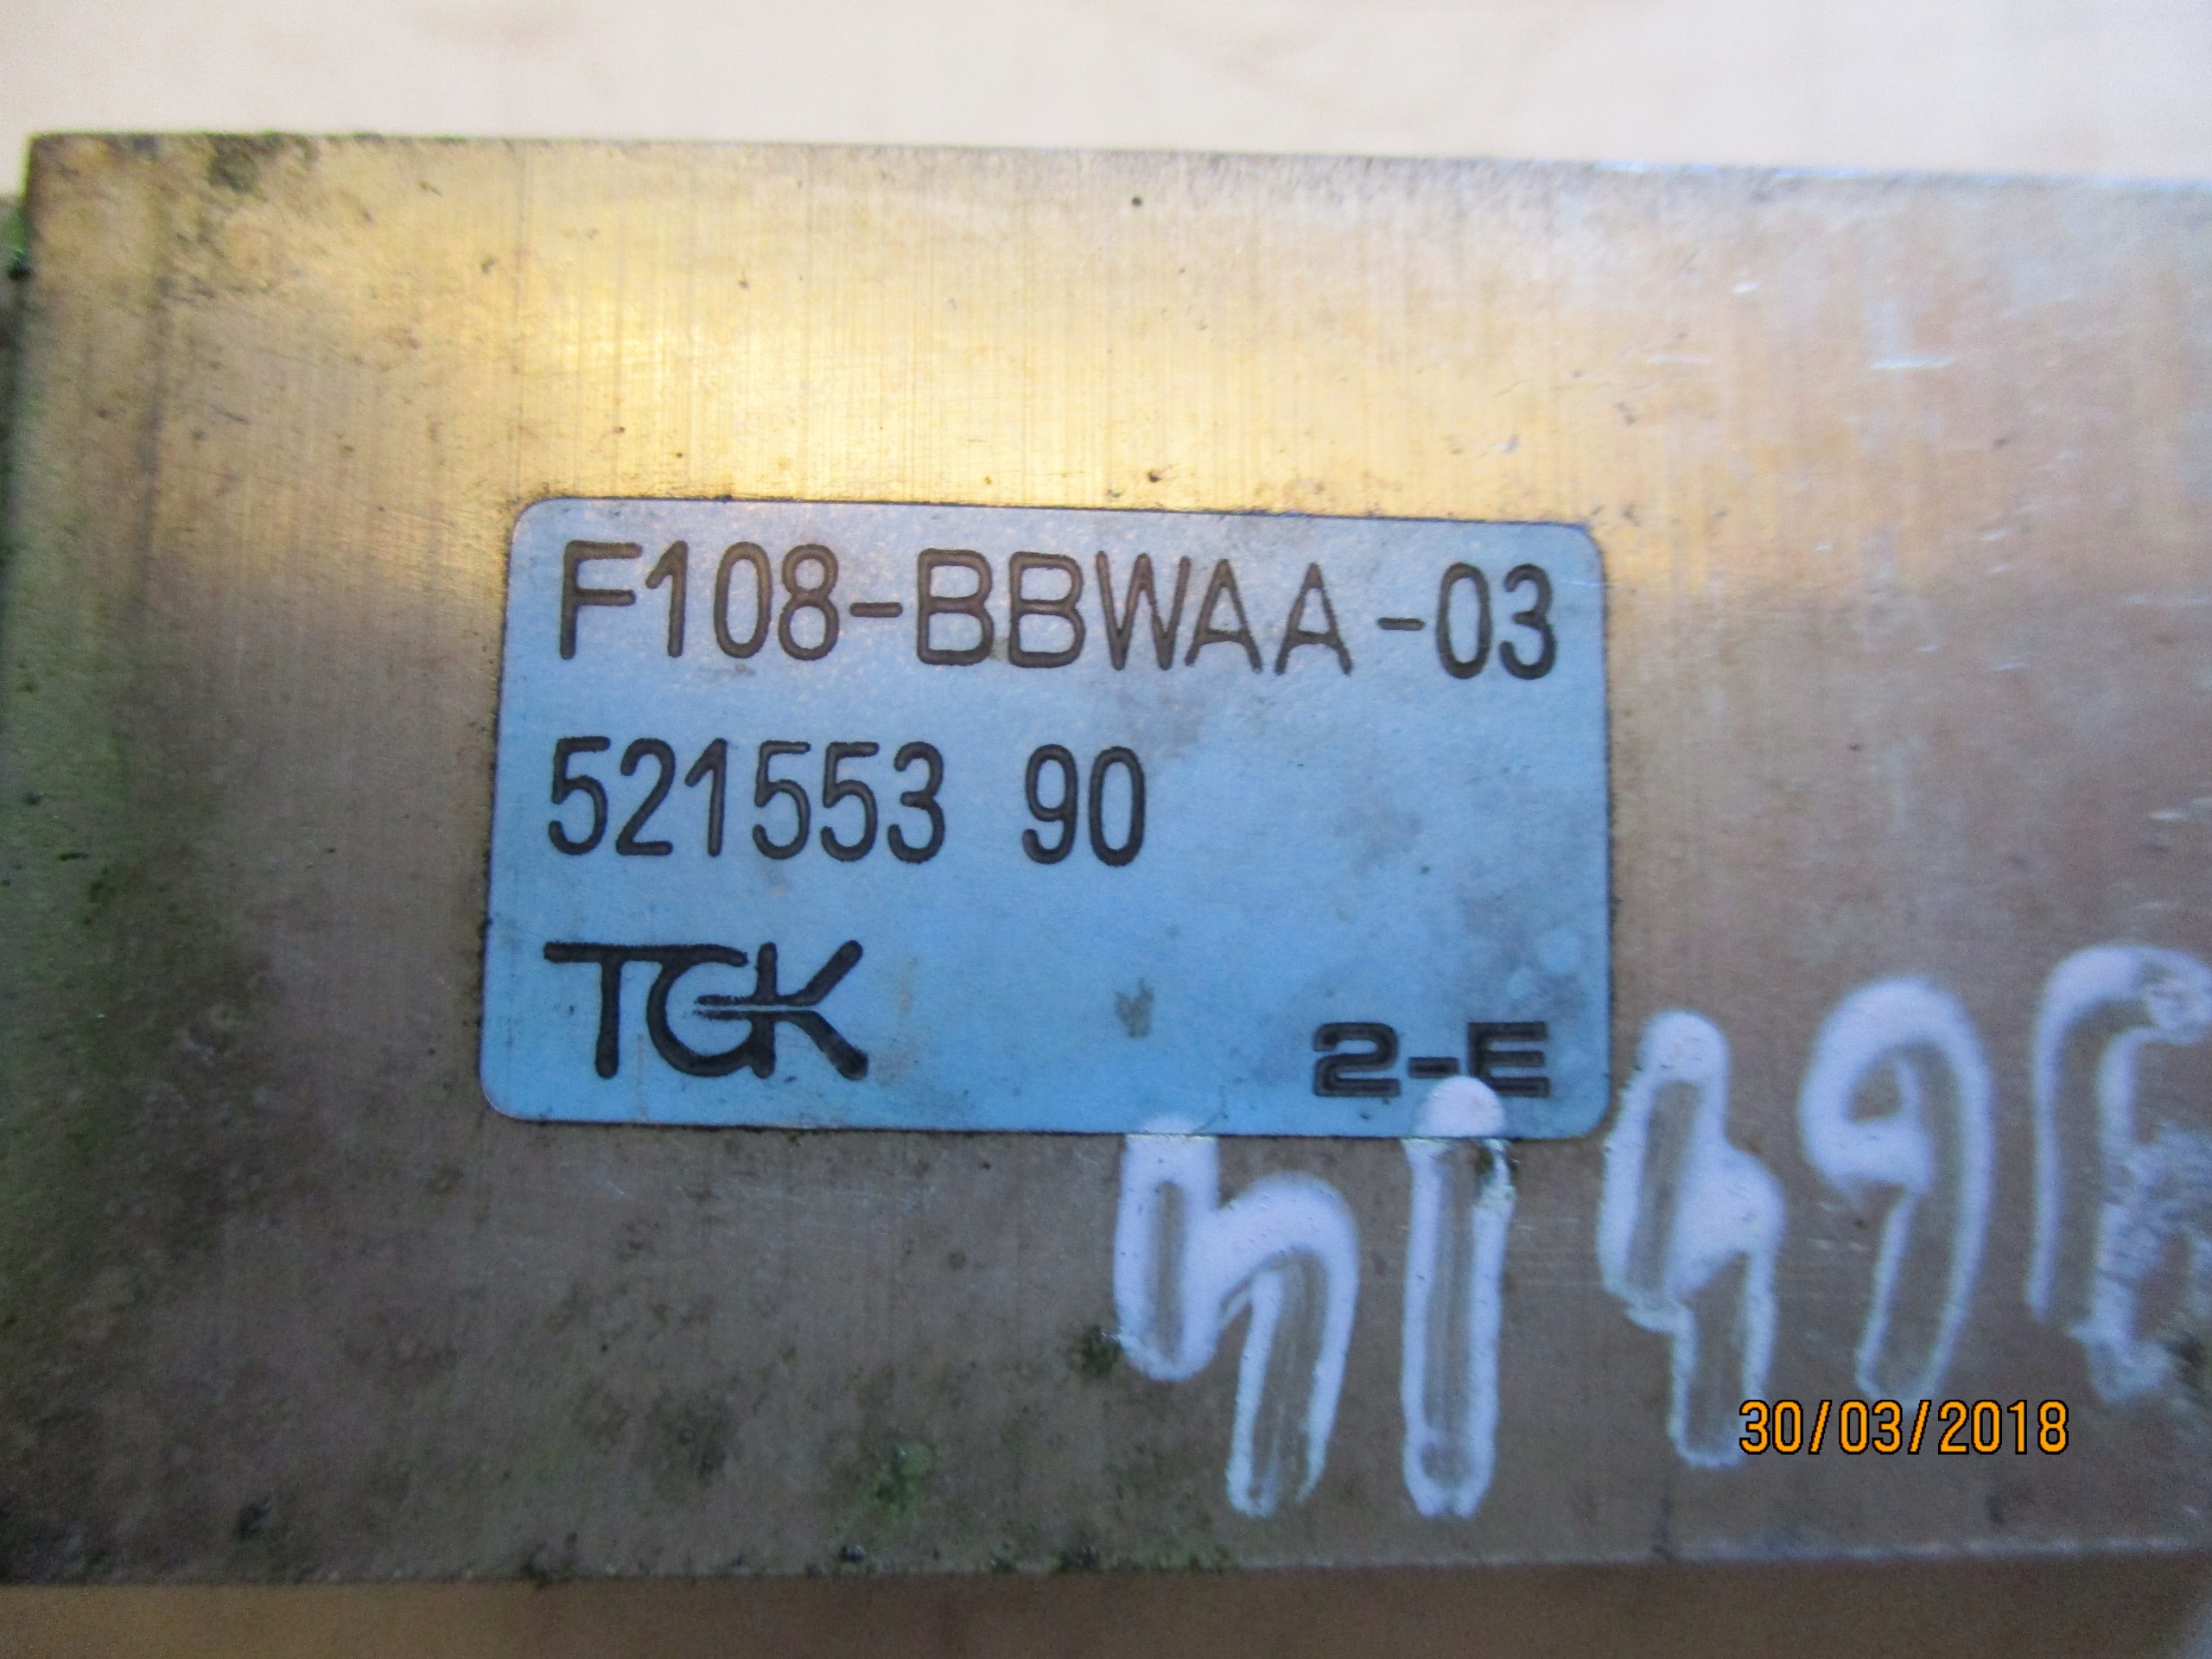 F108-BBWAA-03
521553 90
TGK
2-E
30/03/2018